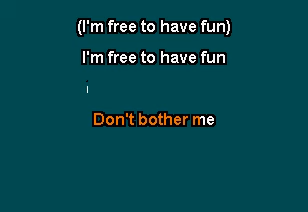 (I'm free to have fun)
I'm free to have fun
Don't bother me